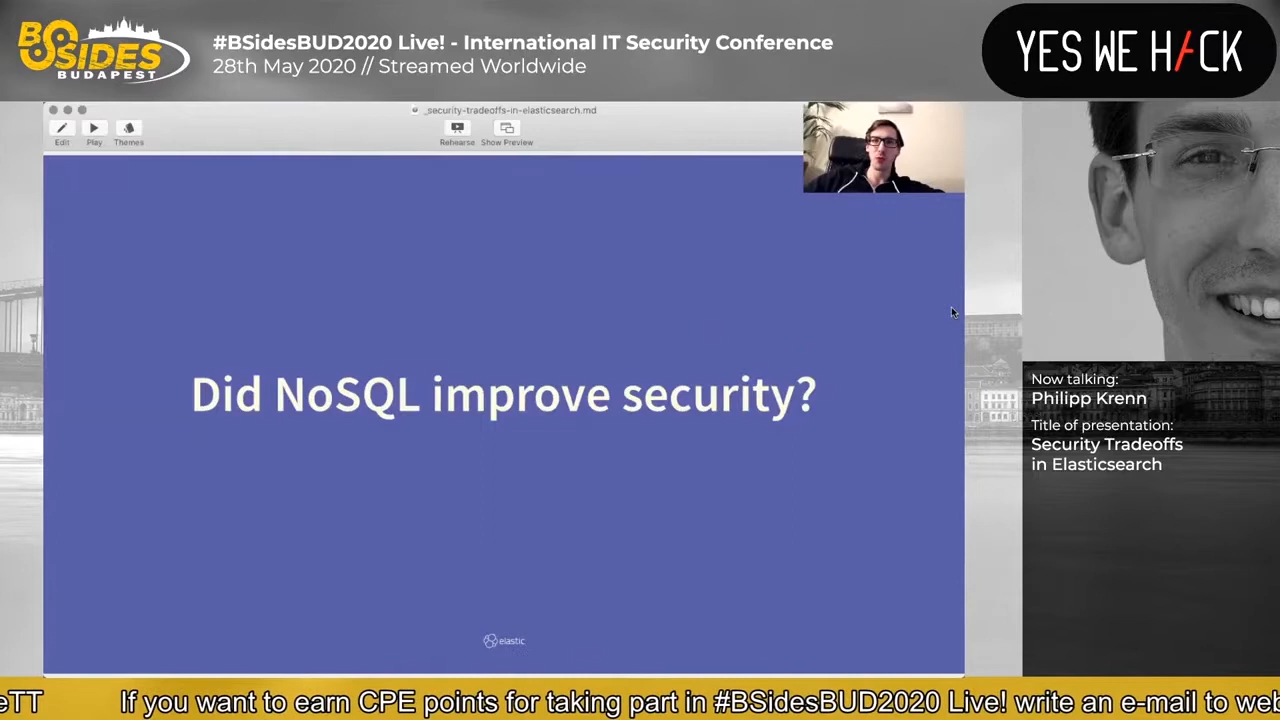 BSIDES
BUDAPEST
#BSidesBUD2020 Live! - International IT Security Conference
28th May 2020 // Streamed Worldwide
YES WE H/CK
_security-tradeoffs-in-elasticsearch.md
Edit
Play
Themes
Rehearse
Show Preview
Did NoSQL improve security?
elastic
Now talking:
Philipp Krenn
Title of presentation:
Security Tradeoffs
in Elasticsearch
eTT If you want to earn CPE points for taking part in #BSidesBUD2020 Live! write an e-mail to web